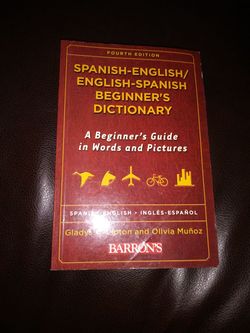 FOURTH EDITION
SPANISH-ENGLISH/
ENGLISH-SPANISH
BEGINNER'S
DICTIONARY
A Beginner's Guide
in Words and Pictures
ENGLISH • INGLÉS-ESPAÑOL
Gladys and Olivia Muñoz
BARRON'S